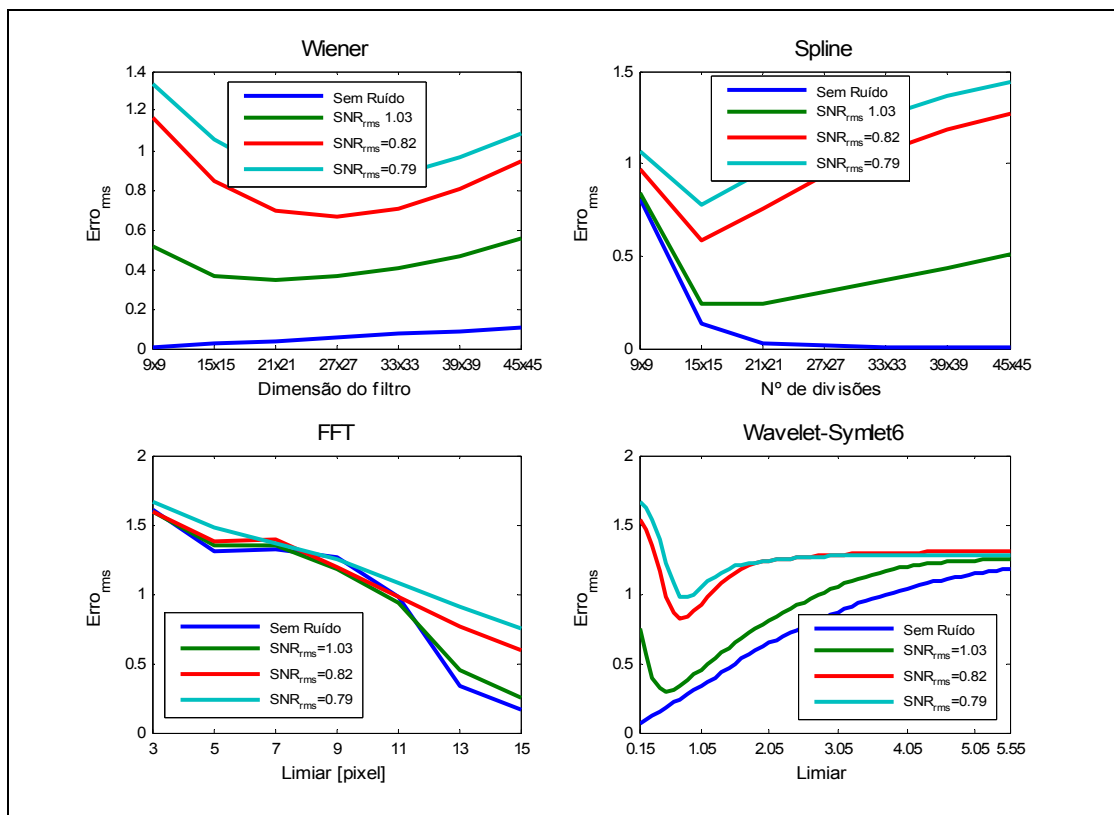 Wiener
Erro_rms
1.4
1.2
1
0.8
0.6
0.4
0.2
0
Sem Ruído
SNR_rms 1.03
SNR_rms=0.82
SNR_rms=0.79
9x9 15x15 21x21 27x27 33x33 39x39 45x45
Dimensão do filtro
Spline
Erro_rms
1.5
1
0.5
0
Sem Ruído
SNR_rms 1.03
SNR_rms=0.82
SNR_rms=0.79
9x9 15x15 21x21 27x27 33x33 39x39 45x45
Nº de divisões
FFT
Erro_rms
2
1.5
1
0.5
0
Sem Ruído
SNR_rms=1.03
SNR_rms=0.82
SNR_rms=0.79
3 5 7 9 11 13 15
Limiar [pixel]
Wavelet-Symlet6
Erro_rms
2
1.5
1
0.5
0
Sem Ruído
SNR_rms=1.03
SNR_rms=0.82
SNR_rms=0.79
0.15 1.05 2.05 3.05 4.05 5.05 5.55
Limiar